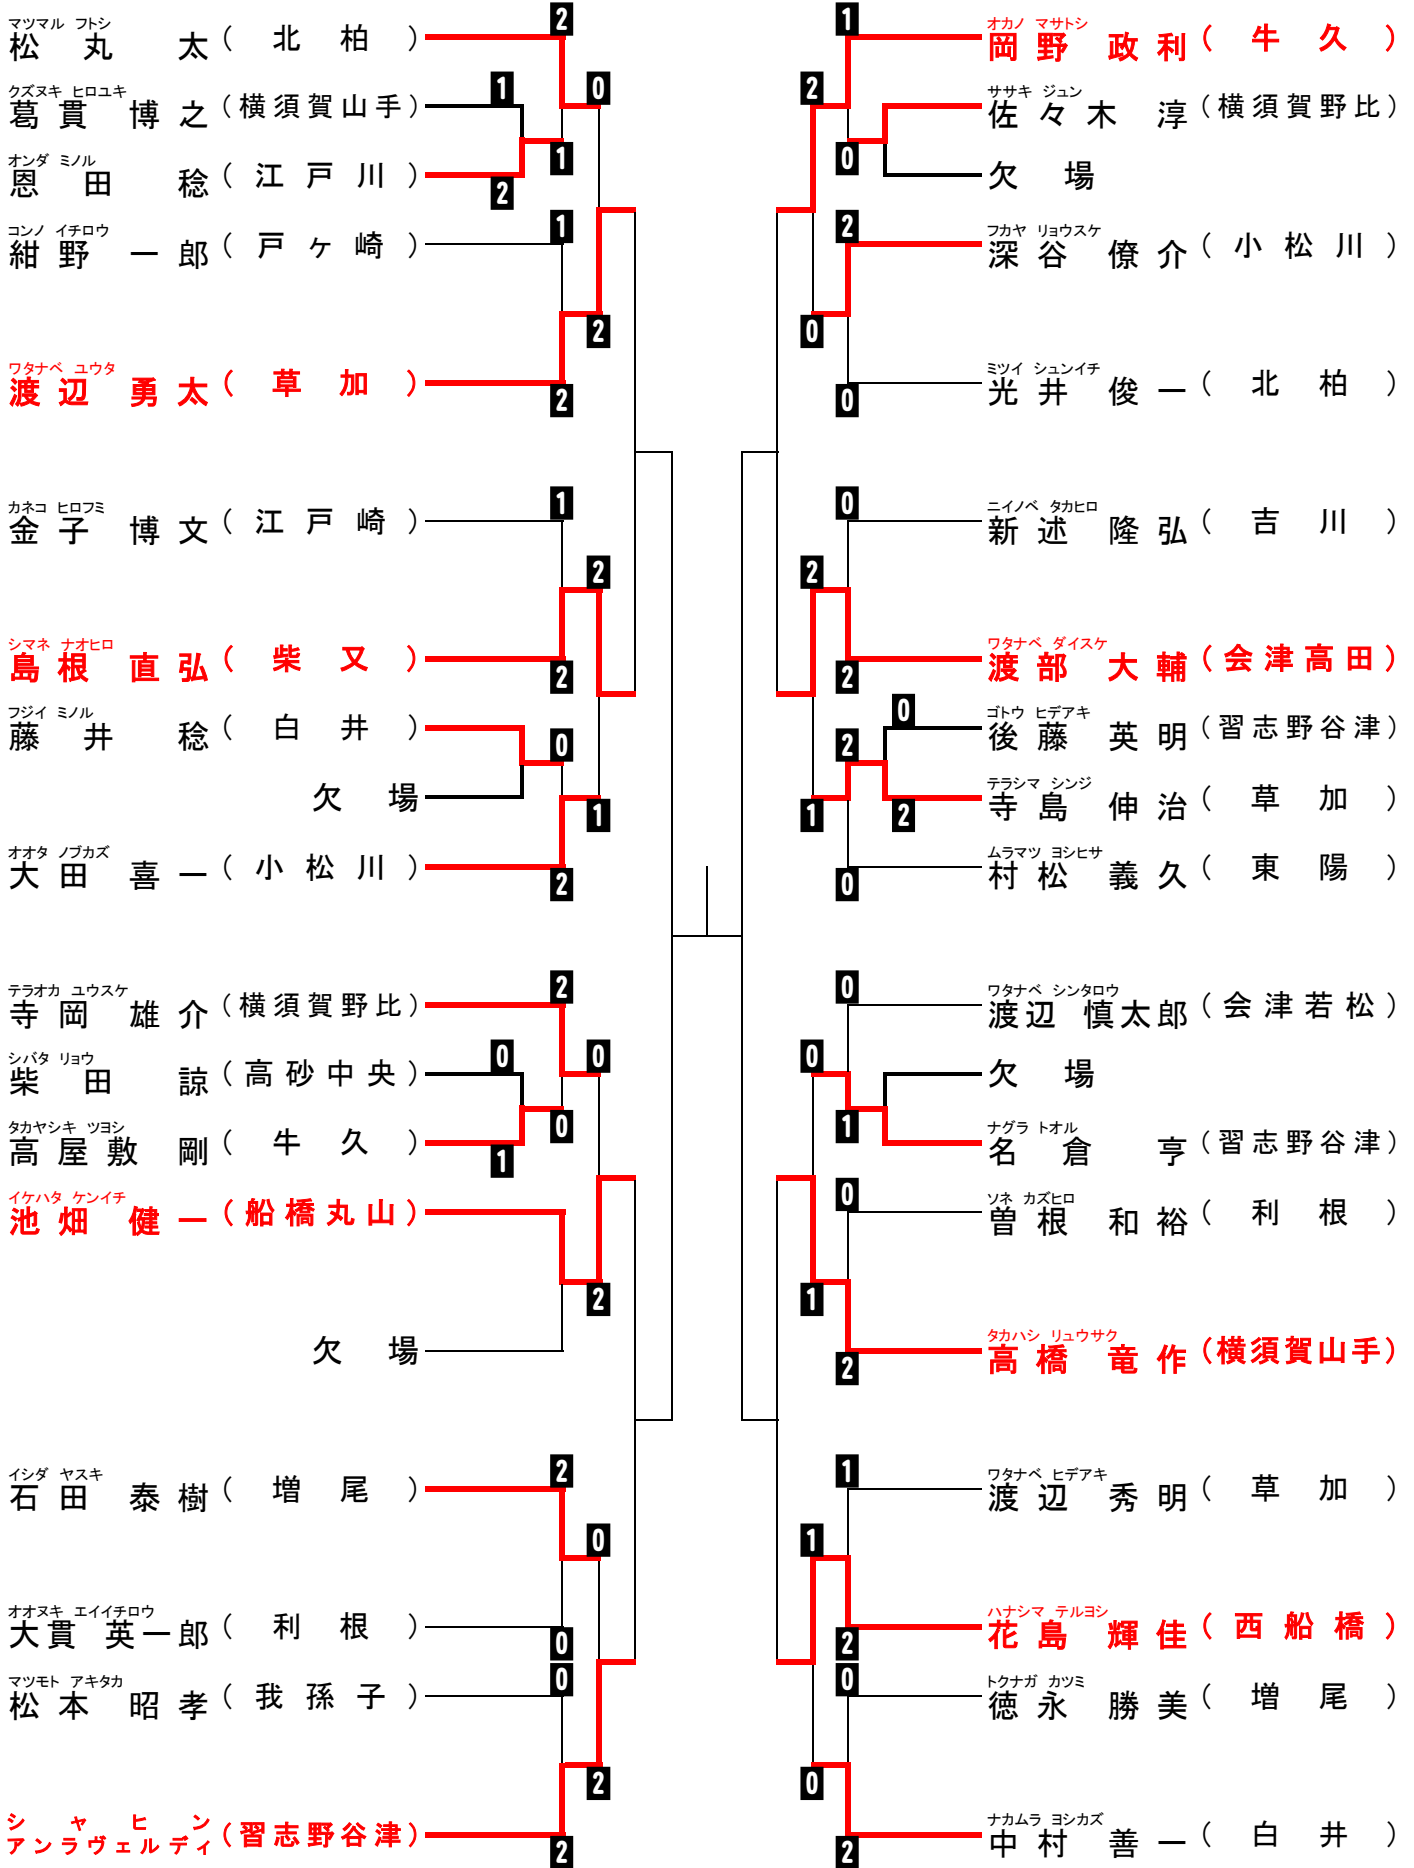 マツマル フトシ
松丸 太（北柏）
2
クズヌキ ヒロユキ
葛貫 博之（横須賀山手）
1
0
オンダ ミノル
恩田 稔（江戸川）
2
1
コンノ イチロウ
紺野 一郎（戸ヶ崎）
1
2
ワタナベ ユウタ
渡辺 勇太（草加）
2
カネコ ヒロフミ
金子 博文（江戸崎）
1
2
シマネ ナオヒロ
島根 直弘（柴又）
2
フジイ ミノル
藤井 稔（白井）
0
欠場
1
オオタ ノブカズ
大田 喜一（小松川）
2
テラオカ ユウスケ
寺岡 雄介（横須賀野比）
2
シバタ リョウ
柴田 諒（高砂中央）
0
0
タカヤシキ ツヨシ
高屋敷 剛（牛久）
1
0
イケハタ ケンイチ
池畑 健一（船橋丸山）
2
欠場
イシダ ヤスキ
石田 泰樹（増尾）
2
0
オオヌキ エイイチロウ
大貫 英一郎（利根）
0
マツモト アキタカ
松本 昭孝（我孫子）
0
2
シャヒン
アンラヴェルディ（習志野谷津）
2
オカノ マサトシ
岡野 政利（牛久）
1
2
ササキ ジュン
佐々木 淳（横須賀野比）
0
欠場
フカヤ リョウスケ
深谷 僚介（小松川）
2
0
ミツイ シュンイチ
光井 俊一（北柏）
0
ニイノベ タカヒロ
新述 隆弘（吉川）
0
2
ワタナベ ダイスケ
渡部 大輔（会津高田）
2
ゴトウ ヒデアキ
後藤 英明（習志野谷津）
0
2
テラシマ シンジ
寺島 伸治（草加）
2
1
ムラマツ ヨシヒサ
村松 義久（東陽）
0
ワタナベ シンタロウ
渡辺 慎太郎（会津若松）
0
0
欠場
ナグラ トオル
名倉 亨（習志野谷津）
1
ソネ カズヒロ
曽根 和裕（利根）
0
1
タカハシ リュウサク
高橋 竜作（横須賀山手）
2
ワタナベ ヒデアキ
渡辺 秀明（草加）
1
1
ハナシマ テルヨシ
花島 輝佳（西船橋）
2
トクナガ カツミ
徳永 勝美（増尾）
0
0
ナカムラ ヨシカズ
中村 善一（白井）
2